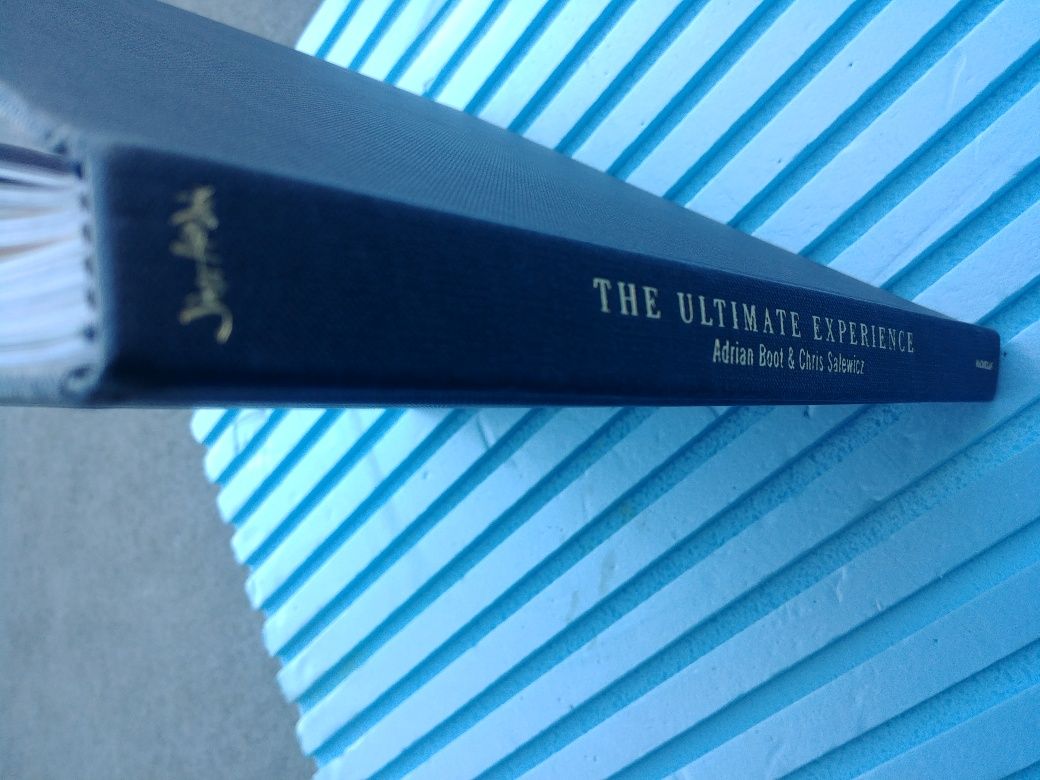 THE ULTIMATE EXPERIENCE
Adrian Boot & Chris Salewicz